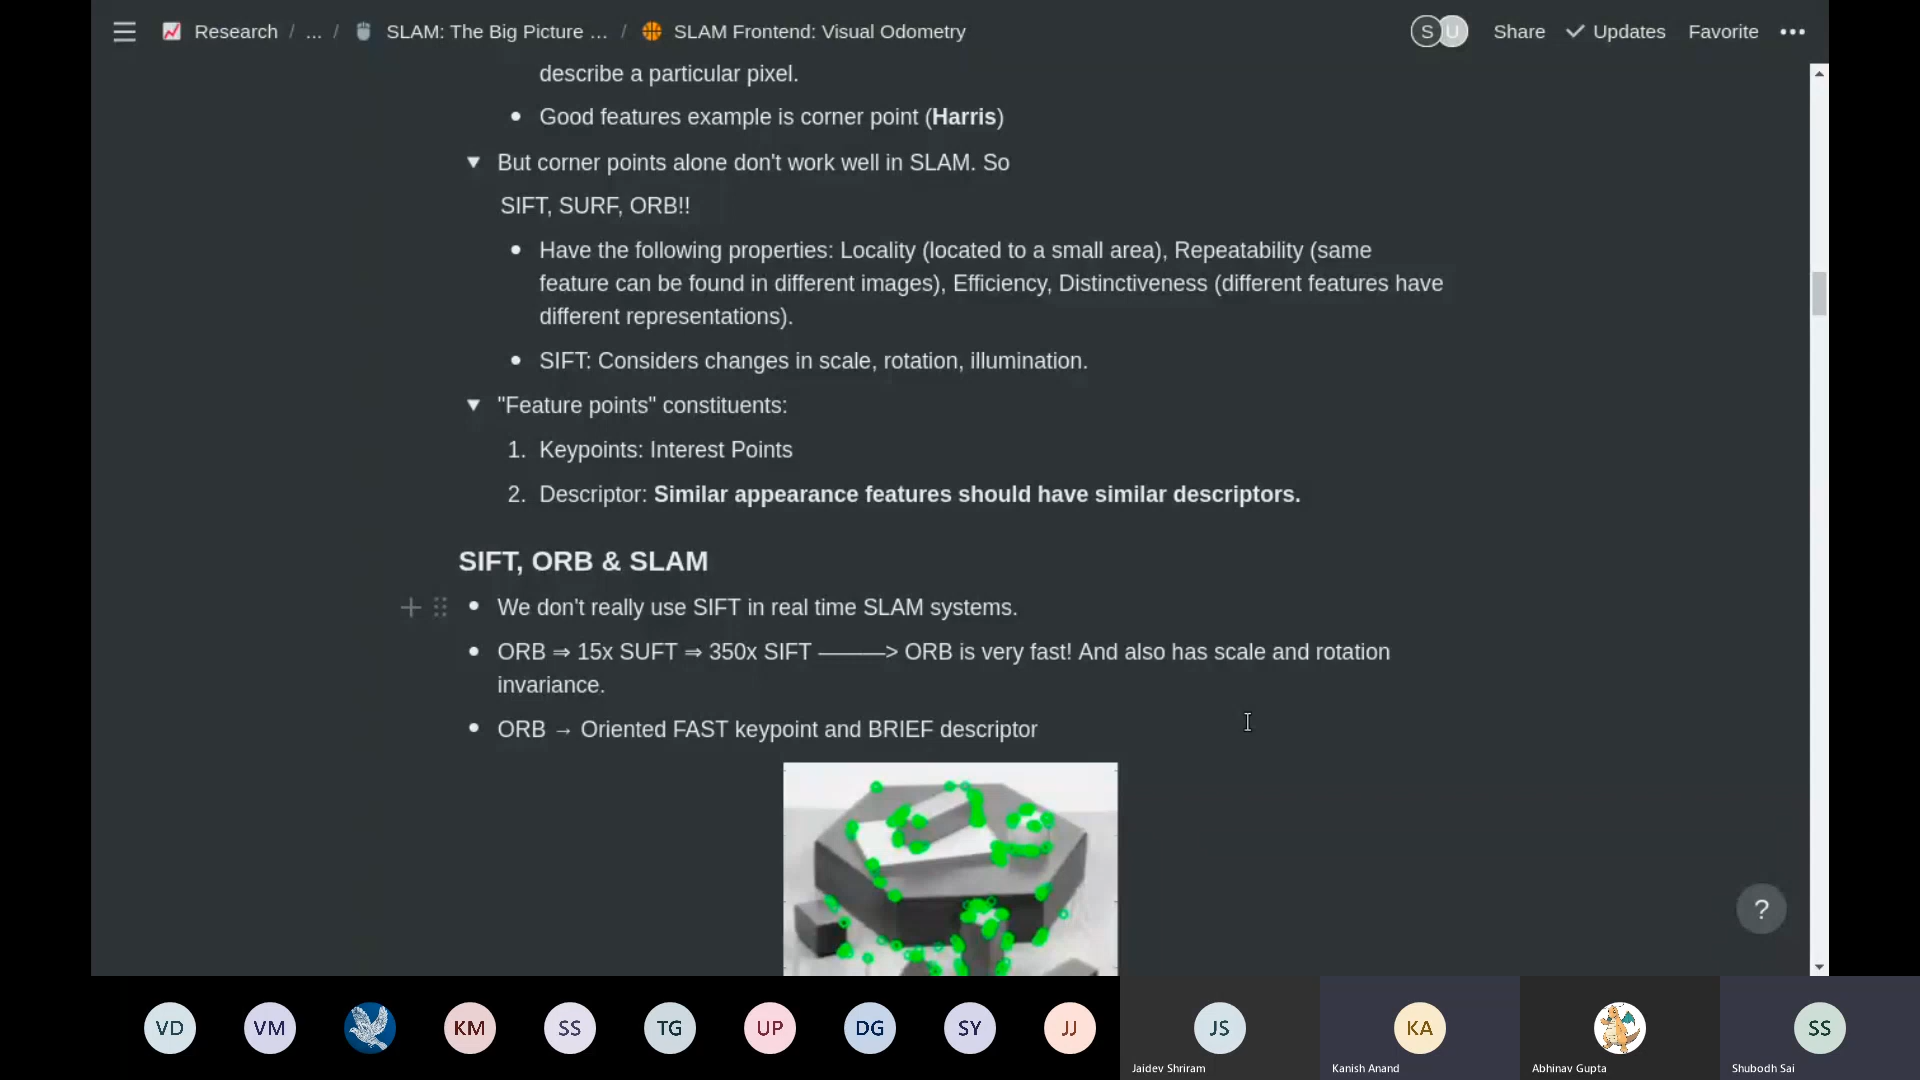 Research / ... / SLAM: The Big Picture ... / SLAM Frontend: Visual Odometry
S U Share Updates Favorite
describe a particular pixel.
Good features example is corner point (Harris)
But corner points alone don't work well in SLAM. So
SIFT, SURF, ORB!!
Have the following properties: Locality (located to a small area), Repeatability (same
feature can be found in different images), Efficiency, Distinctiveness (different features have
different representations).
SIFT: Considers changes in scale, rotation, illumination.
"Feature points" constituents:
1. Keypoints: Interest Points
2. Descriptor: Similar appearance features should have similar descriptors.
SIFT, ORB & SLAM
We don't really use SIFT in real time SLAM systems.
ORB ⇒ 15x SUFT ⇒ 350x SIFT ———> ORB is very fast! And also has scale and rotation
invariance.
ORB → Oriented FAST keypoint and BRIEF descriptor
?
VD VM KM SS TG UP DG SY JJ JS KA SS
Jaidev Shriram Kanish Anand Abhinav Gupta Shubodh Sai